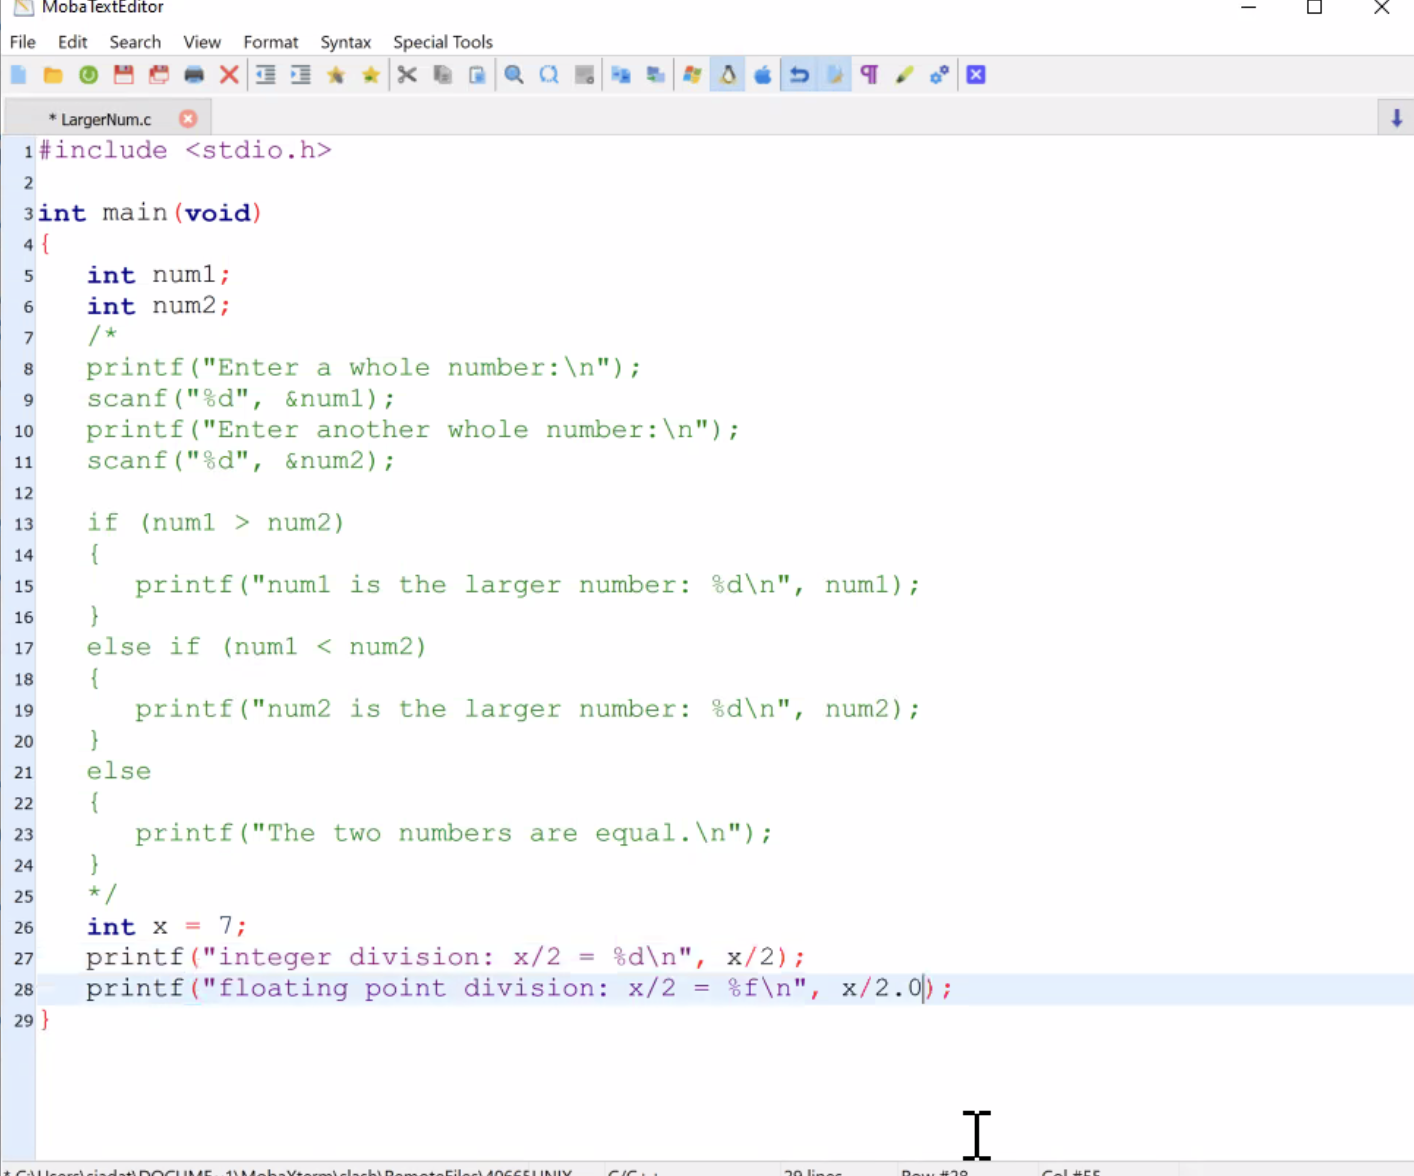 MobaTextEditor
File Edit Search View Format Syntax Special Tools
* LargerNum.c
1 #include <stdio.h>
2
3 int main(void)
4 {
5    int num1;
6    int num2;
7    /*
8    printf("Enter a whole number:\n");
9    scanf("%d", &num1);
10    printf("Enter another whole number:\n");
11    scanf("%d", &num2);
12
13    if (num1 > num2)
14    {
15       printf("num1 is the larger number: %d\n", num1);
16    }
17    else if (num1 < num2)
18    {
19       printf("num2 is the larger number: %d\n", num2);
20    }
21    else
22    {
23       printf("The two numbers are equal.\n");
24    }
25    */
26    int x = 7;
27    printf("integer division: x/2 = %d\n", x/2);
28    printf("floating point division: x/2 = %f\n", x/2.0);
29 }
29 lines Row #28 Col #55